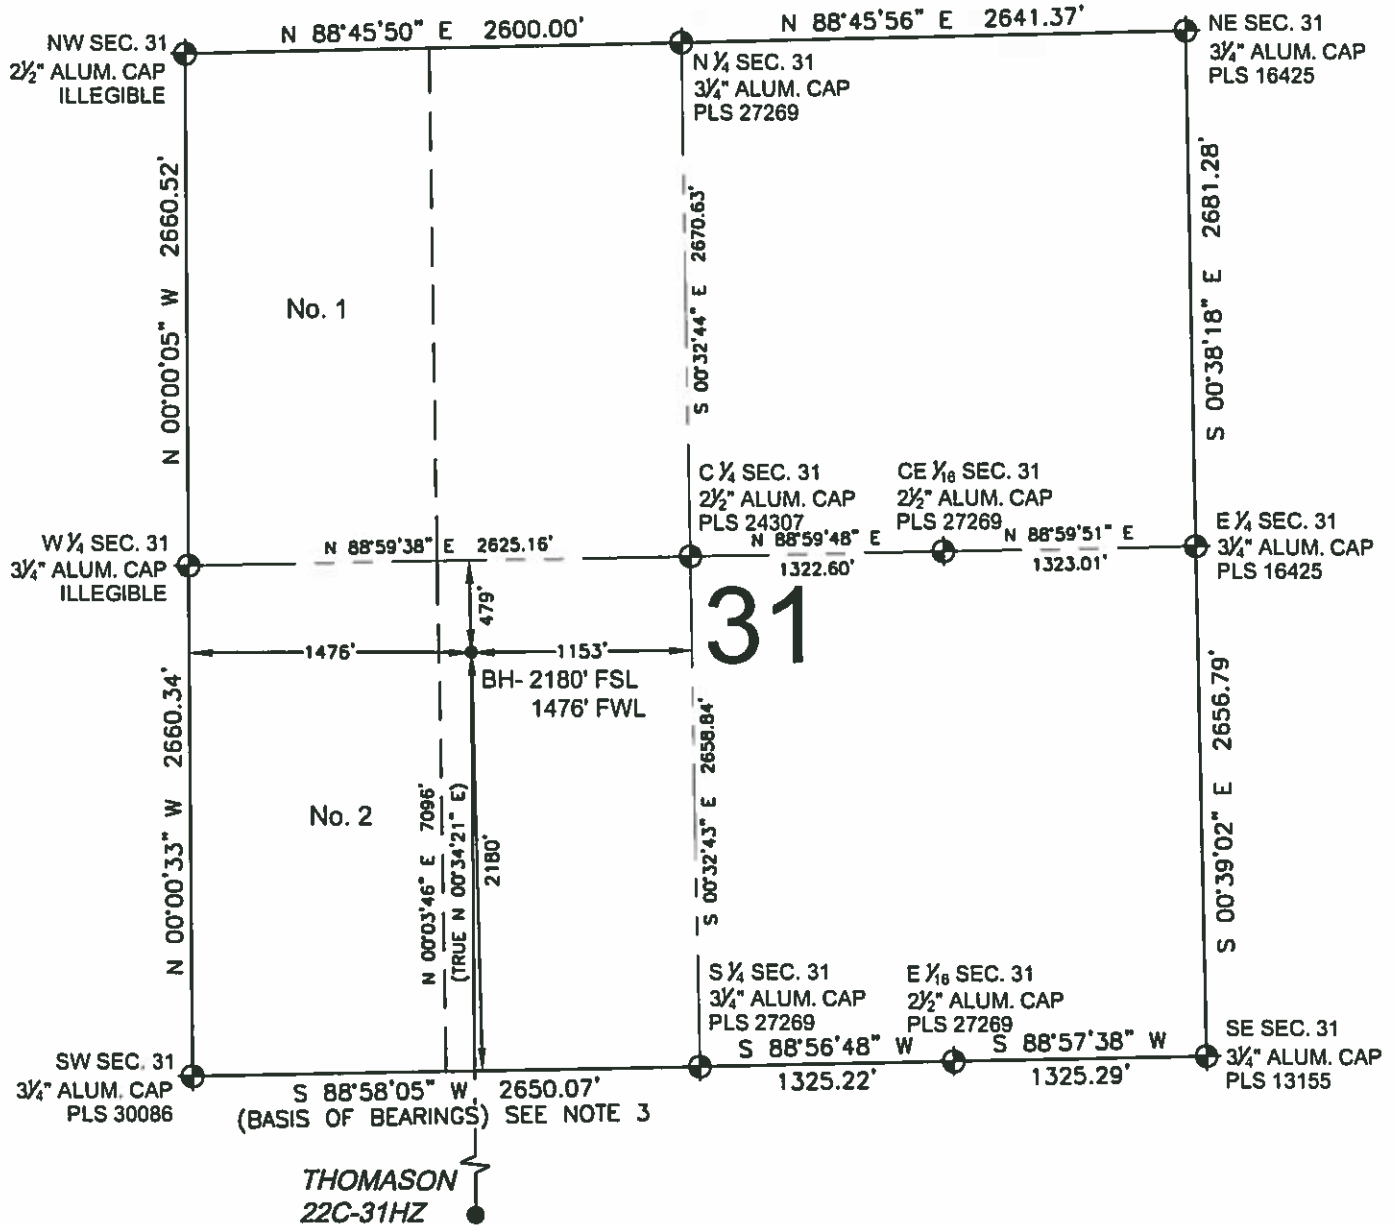 N 88°45'50" E 2600.00'
N 88°45'56" E 2641.37'
NW SEC. 31
2½" ALUM. CAP
ILLEGIBLE
N ¼ SEC. 31
3¼" ALUM. CAP
PLS 27269
NE SEC. 31
3¼" ALUM. CAP
PLS 16425
N 00°00'05" W 2660.52'
No. 1
S 00°32'44" E 2670.63'
S 00°38'18" E 2681.28'
W ¼ SEC. 31
3¼" ALUM. CAP
ILLEGIBLE
N 88°59'38" E 2625.16'
C ¼ SEC. 31
2½" ALUM. CAP
PLS 24307
N 88°59'48" E
1322.60'
CE ⅟₁₆ SEC. 31
2½" ALUM. CAP
PLS 27269
N 88°59'51" E
1323.01'
E ¼ SEC. 31
3¼" ALUM. CAP
PLS 16425
31
479'
1476'
1153'
BH- 2180' FSL
1476' FWL
N 00°00'33" W 2660.34'
No. 2
N 00°03'46" E 7096'
(TRUE N 00°34'21" E)
2180'
S 00°32'43" E 2658.84'
S 00°39'02" E 2656.79'
SW SEC. 31
3¼" ALUM. CAP
PLS 30086
S 88°58'05" W 2650.07'
(BASIS OF BEARINGS) SEE NOTE 3
S ¼ SEC. 31
3¼" ALUM. CAP
PLS 27269
S 88°56'48" W
1325.22'
E ⅟₁₆ SEC. 31
2½" ALUM. CAP
PLS 27269
S 88°57'38" W
1325.29'
SE SEC. 31
3¼" ALUM. CAP
PLS 13155
THOMASON
22C-31HZ